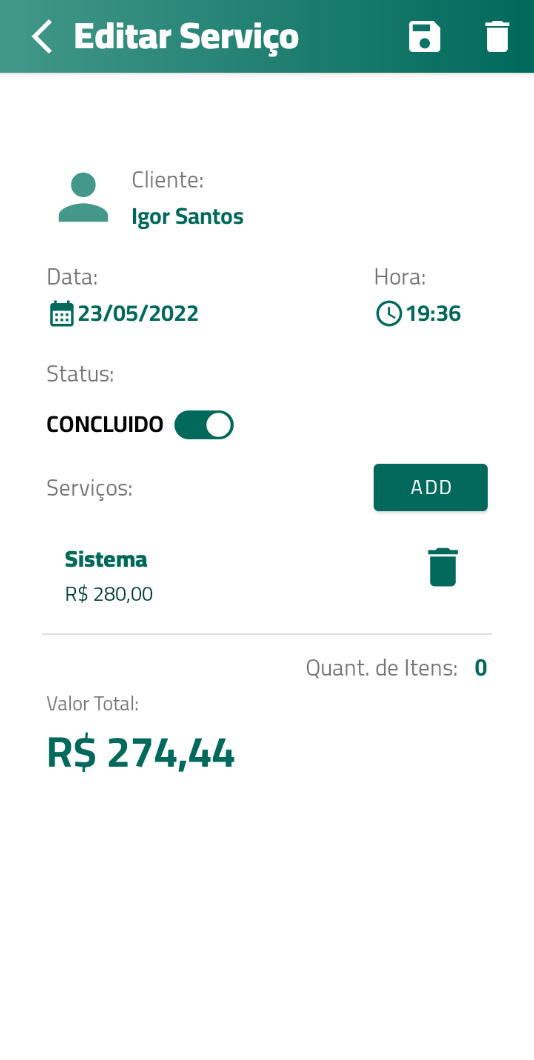 Editar Serviço
Cliente:
Igor Santos
Data:
Hora:
23/05/2022
19:36
Status:
CONCLUIDO
Serviços:
ADD
Sistema
R$ 280,00
Quant. de Itens: 0
Valor Total:
R$ 274,44